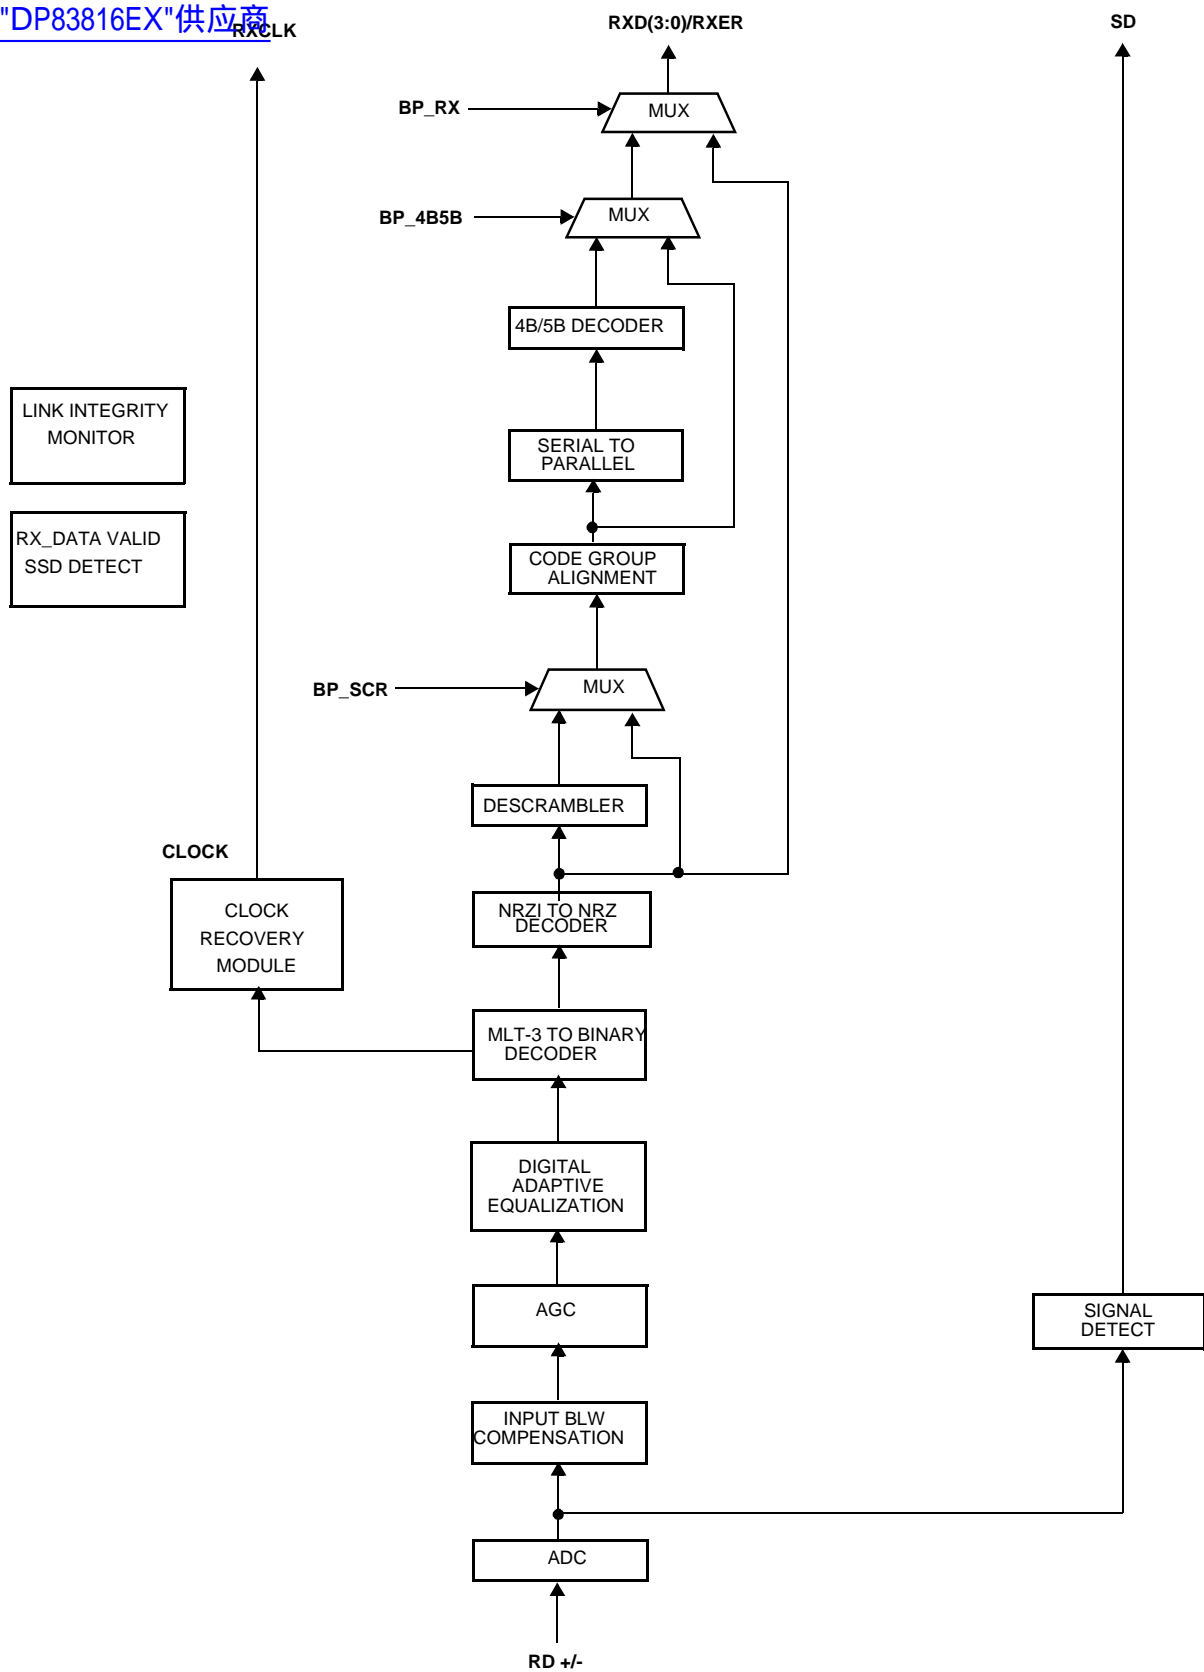 "DP83816EX"供应商
RXCLK
RXD(3:0)/RXER
SD
BP_RX
MUX
BP_4B5B
MUX
4B/5B DECODER
LINK INTEGRITY
MONITOR
SERIAL TO
PARALLEL
RX_DATA VALID
SSD DETECT
CODE GROUP
ALIGNMENT
BP_SCR
MUX
DESCRAMBLER
CLOCK
CLOCK
RECOVERY
MODULE
NRZI TO NRZ
DECODER
MLT-3 TO BINARY
DECODER
DIGITAL
ADAPTIVE
EQUALIZATION
AGC
SIGNAL
DETECT
INPUT BLW
COMPENSATION
ADC
RD +/-